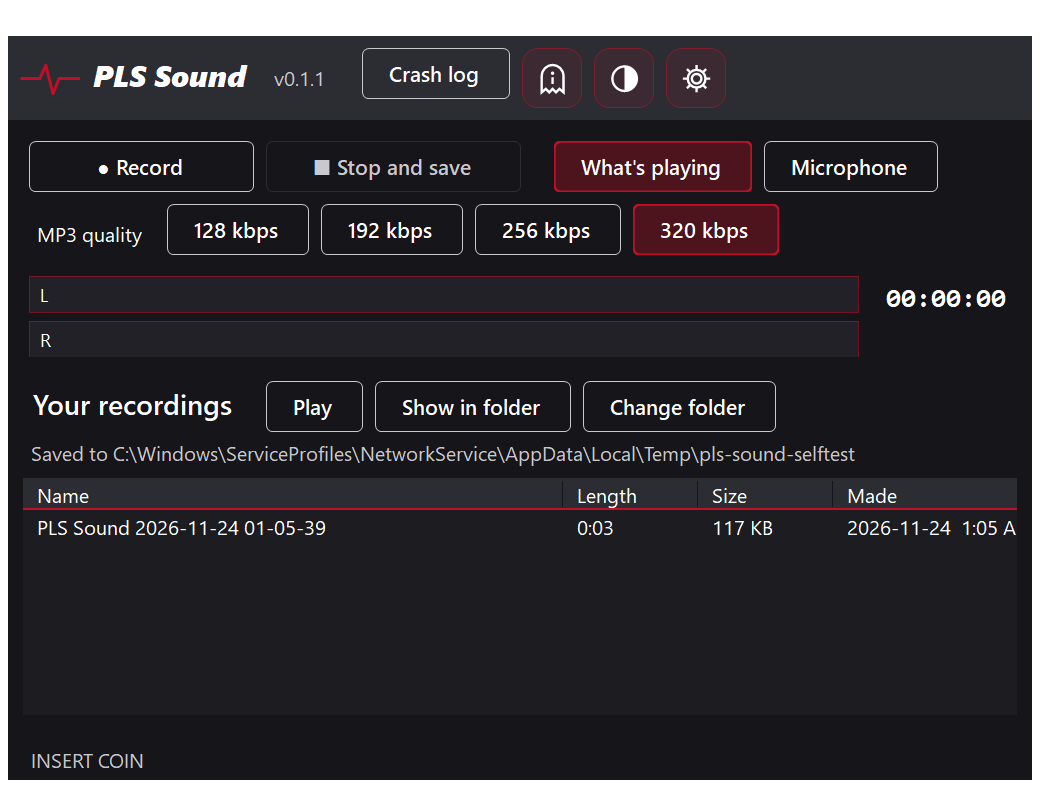 PLS Sound v0.1.1 Crash log
● Record ■ Stop and save What's playing Microphone
MP3 quality 128 kbps 192 kbps 256 kbps 320 kbps
L 00:00:00
R
Your recordings Play Show in folder Change folder
Saved to C:\Windows\ServiceProfiles\NetworkService\AppData\Local\Temp\pls-sound-selftest
Name Length Size Made
PLS Sound 2026-11-24 01-05-39 0:03 117 KB 2026-11-24 1:05 A
INSERT COIN